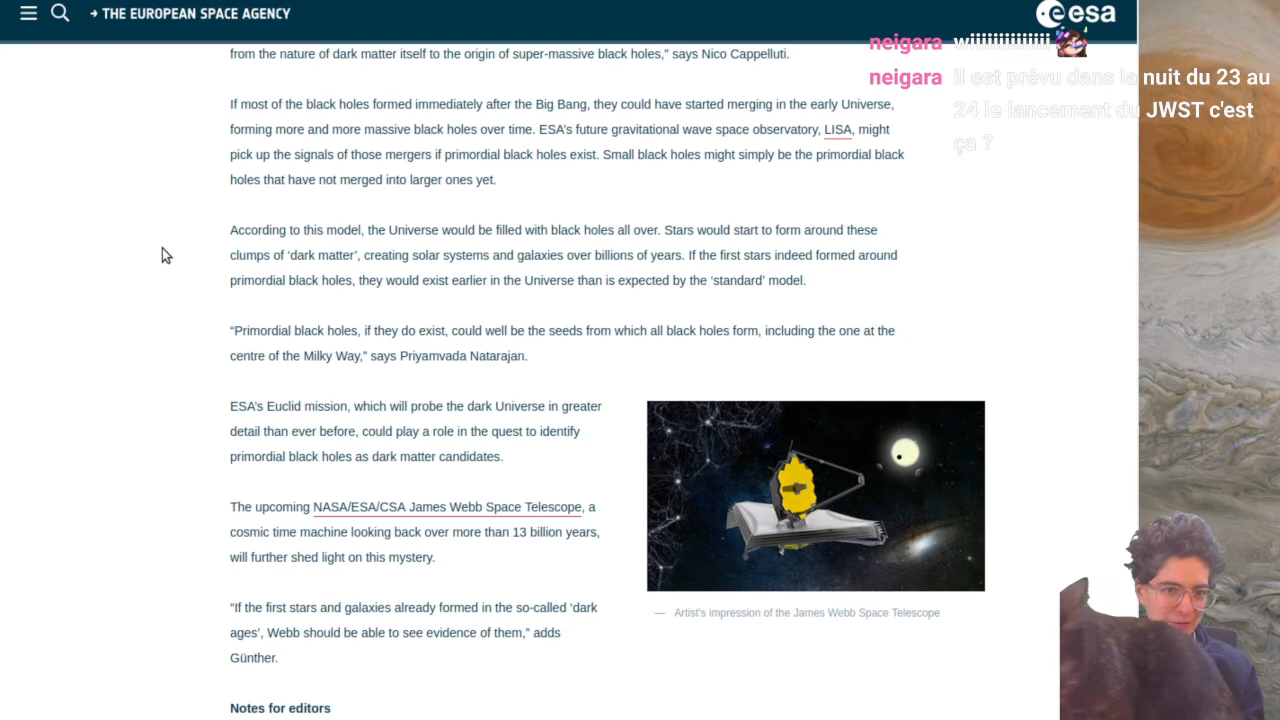 → THE EUROPEAN SPACE AGENCY
esa
neigara wiiiiiiiiiiiiii
neigara il est prévu dans la nuit du 23 au
24 le lancement du JWST c'est
ça ?
from the nature of dark matter itself to the origin of super-massive black holes,” says Nico Cappelluti.
If most of the black holes formed immediately after the Big Bang, they could have started merging in the early Universe,
forming more and more massive black holes over time. ESA’s future gravitational wave space observatory, LISA, might
pick up the signals of those mergers if primordial black holes exist. Small black holes might simply be the primordial black
holes that have not merged into larger ones yet.
According to this model, the Universe would be filled with black holes all over. Stars would start to form around these
clumps of ‘dark matter’, creating solar systems and galaxies over billions of years. If the first stars indeed formed around
primordial black holes, they would exist earlier in the Universe than is expected by the ‘standard’ model.
“Primordial black holes, if they do exist, could well be the seeds from which all black holes form, including the one at the
centre of the Milky Way,” says Priyamvada Natarajan.
ESA’s Euclid mission, which will probe the dark Universe in greater
detail than ever before, could play a role in the quest to identify
primordial black holes as dark matter candidates.
The upcoming NASA/ESA/CSA James Webb Space Telescope, a
cosmic time machine looking back over more than 13 billion years,
will further shed light on this mystery.
— Artist's impression of the James Webb Space Telescope
“If the first stars and galaxies already formed in the so-called ‘dark
ages’, Webb should be able to see evidence of them,” adds
Günther.
Notes for editors